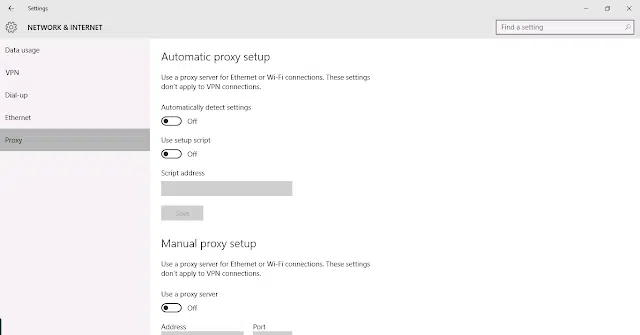 Settings
NETWORK & INTERNET
Find a setting
Data usage
VPN
Dial-up
Ethernet
Proxy
Automatic proxy setup
Use a proxy server for Ethernet or Wi-Fi connections. These settings
don't apply to VPN connections.
Automatically detect settings
Off
Use setup script
Off
Script address
Save
Manual proxy setup
Use a proxy server for Ethernet or Wi-Fi connections. These settings
don't apply to VPN connections.
Use a proxy server
Off
Address Port